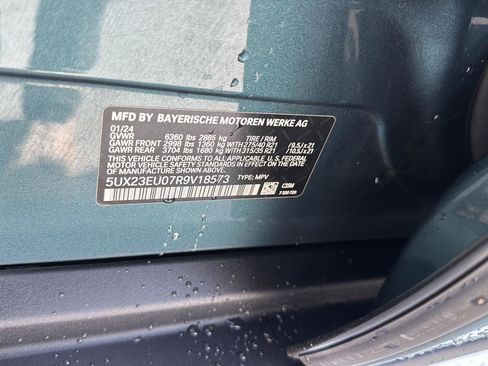 MFD BY BAYERISCHE MOTOREN WERKE AG
01/24
GVWR 6360 lbs 2885 kg TIRE / RIM
GAWR FRONT 2998 lbs 1360 kg WITH 275/40 R21 / 9.5J x 21
GAWR REAR 3704 lbs 1680 kg WITH 315/35 R21 / 10.5J x 21
THIS VEHICLE CONFORMS TO ALL APPLICABLE FEDERAL MOTOR
VEHICLE SAFETY STANDARDS IN EFFECT ON THE DATE OF
MANUFACTURE SHOWN ABOVE.
5UX23EU07R9V18573 TYPE: MPV